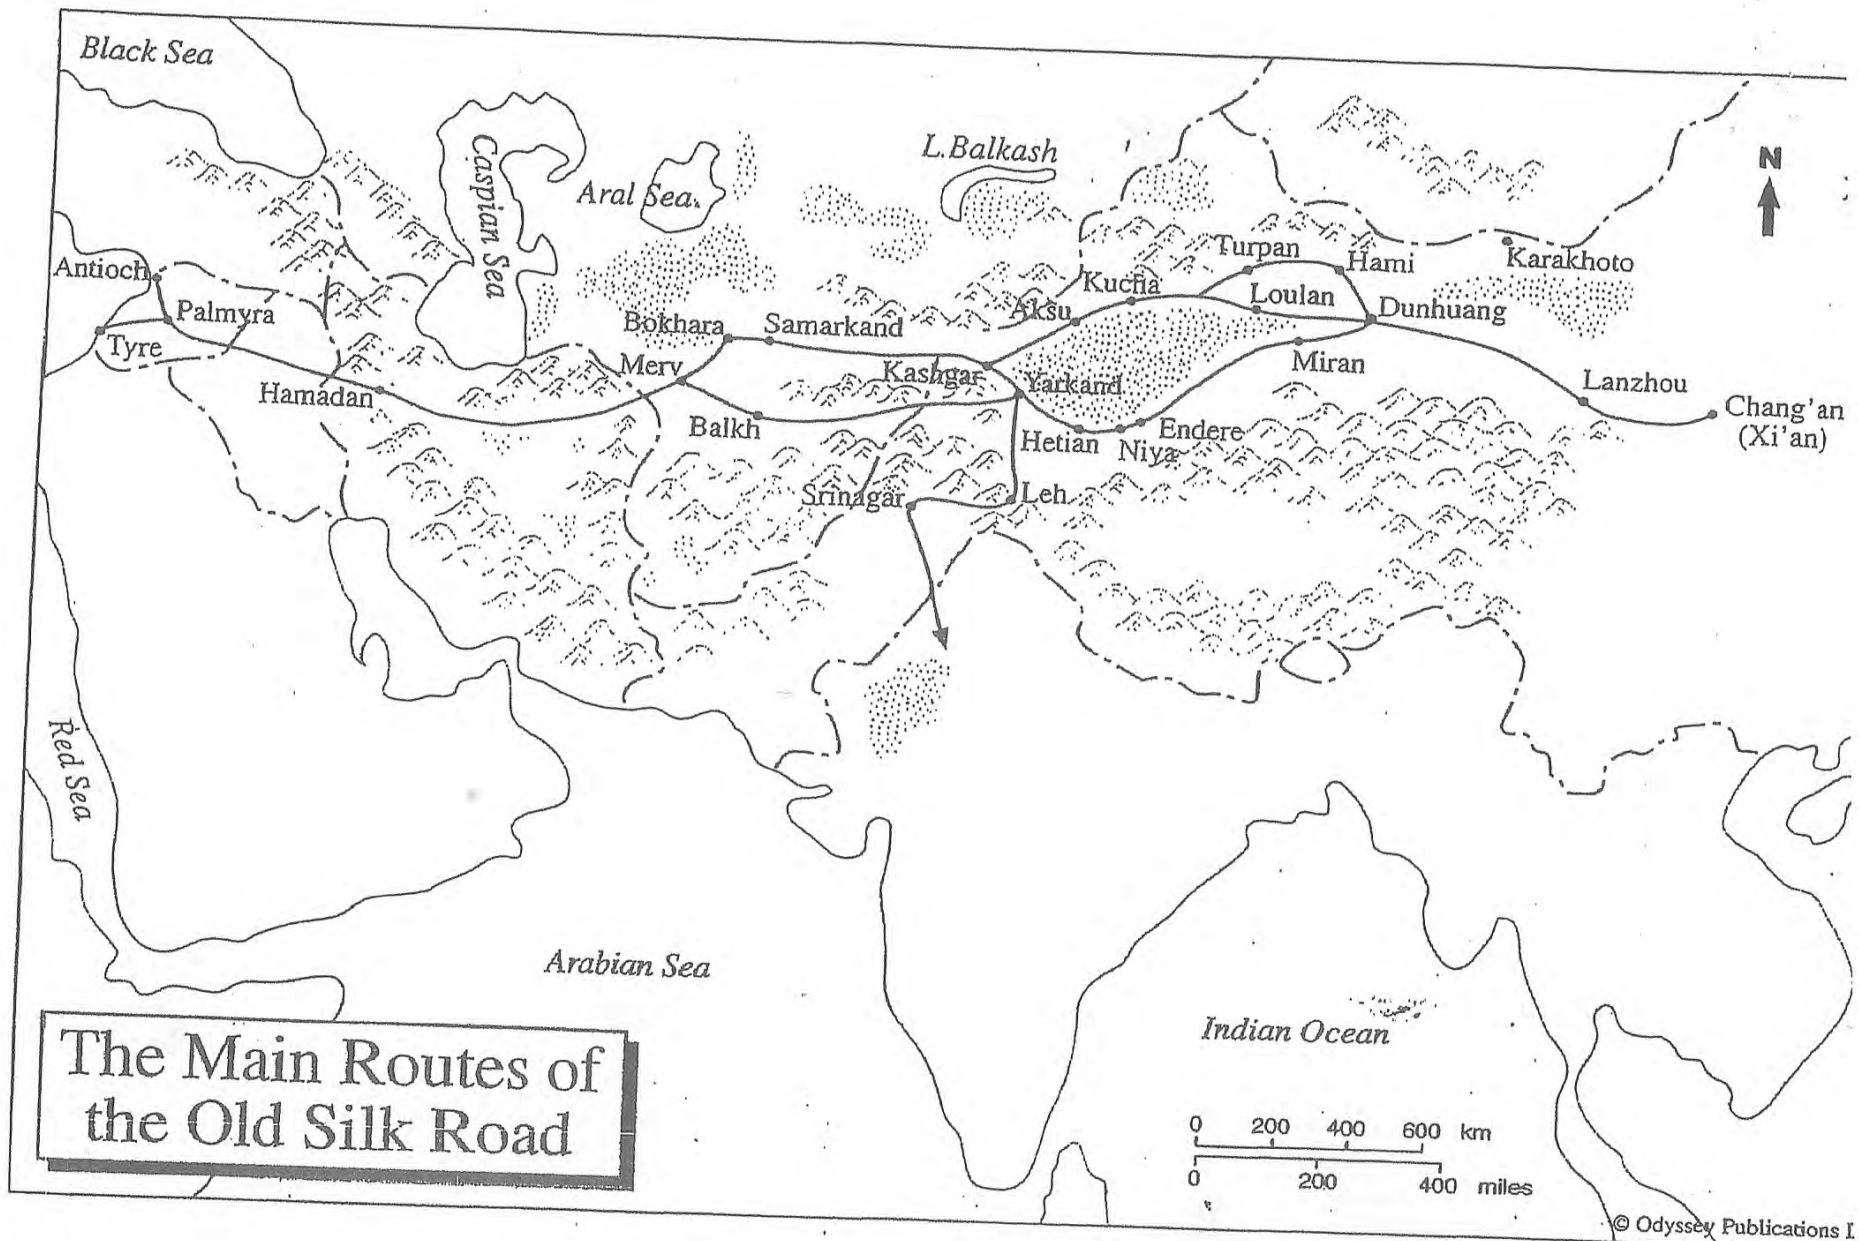 Black Sea
Caspian Sea
Aral Sea
L.Balkash
N
Antioch
Palmyra
Tyre
Hamadan
Merv
Bokhara
Samarkand
Balkh
Kashgar
Yarkand
Aksu
Kucha
Turpan
Hami
Loulan
Dunhuang
Karakhoto
Miran
Lanzhou
Chang'an
(Xi'an)
Hetian
Niya
Endere
Srinagar
Leh
Red Sea
Arabian Sea
Indian Ocean
The Main Routes of
the Old Silk Road
0 200 400 600 km
0 200 400 miles
© Odyssey Publications